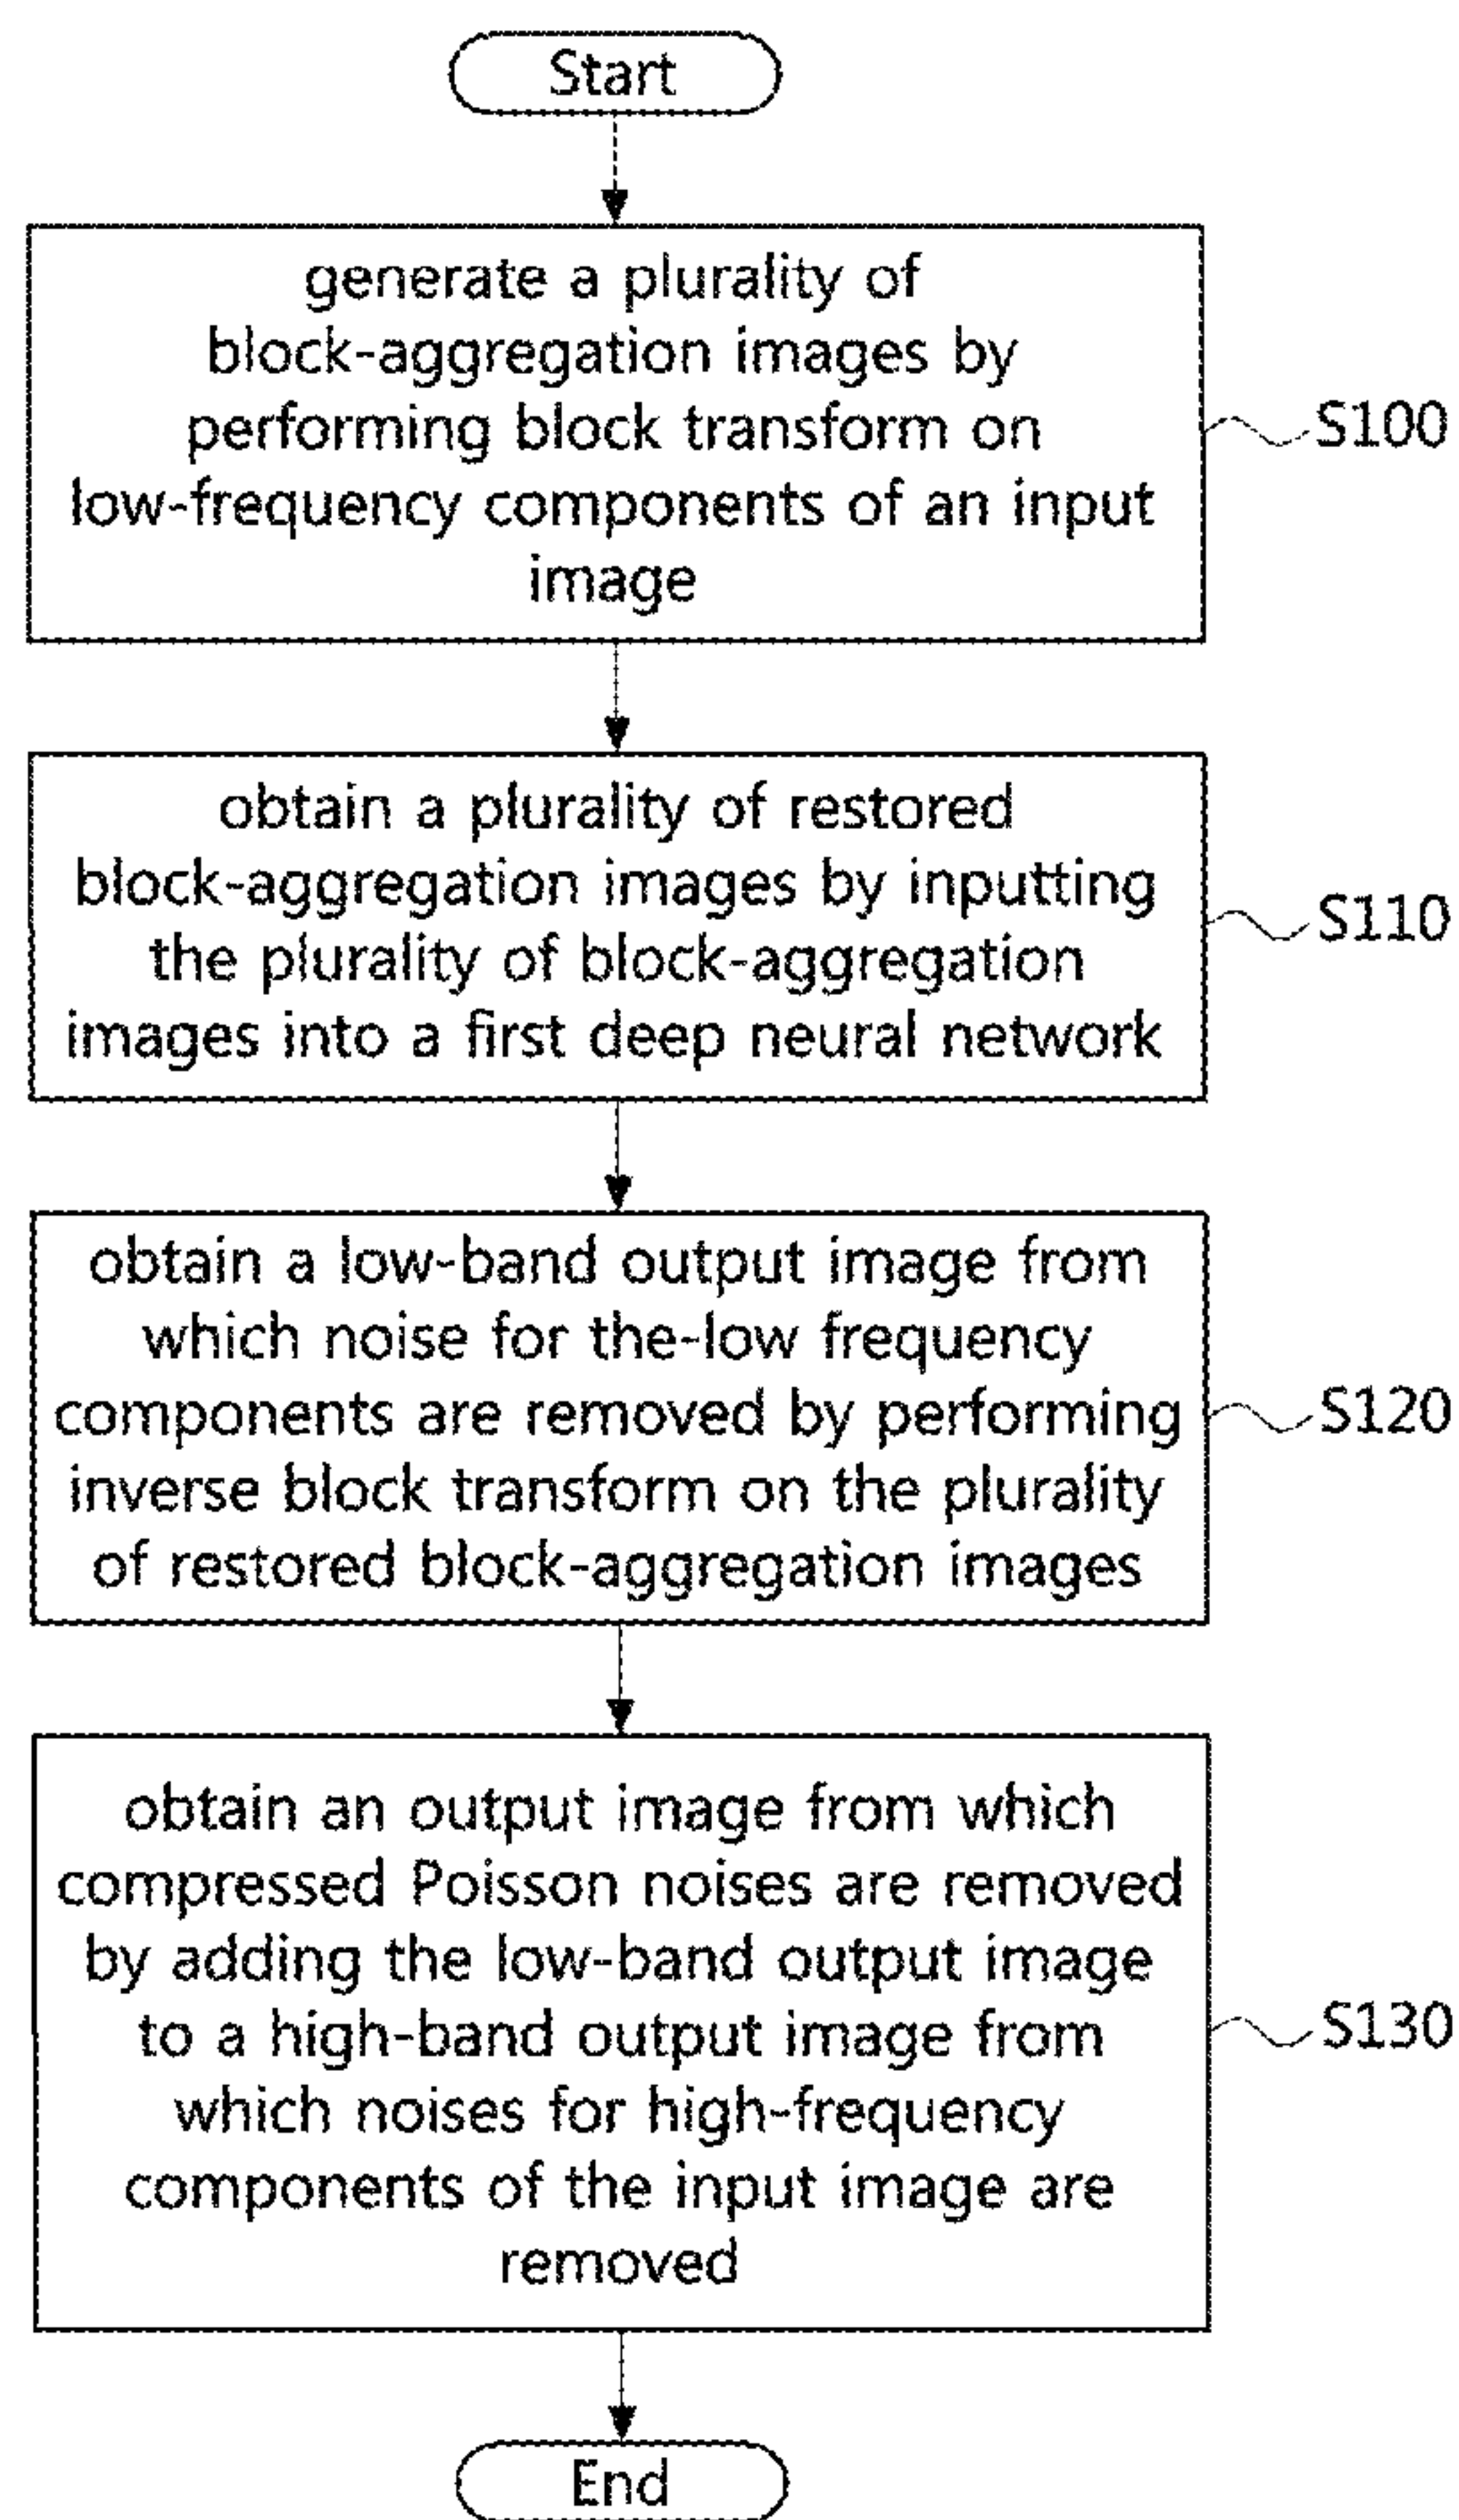 Start
generate a plurality of
block-aggregation images by
performing block transform on
low-frequency components of an input
image
S100
obtain a plurality of restored
block-aggregation images by inputting
the plurality of block-aggregation
images into a first deep neural network
S110
obtain a low-band output image from
which noise for the-low frequency
components are removed by performing
inverse block transform on the plurality
of restored block-aggregation images
S120
obtain an output image from which
compressed Poisson noises are removed
by adding the low-band output image
to a high-band output image from
which noises for high-frequency
components of the input image are
removed
S130
End